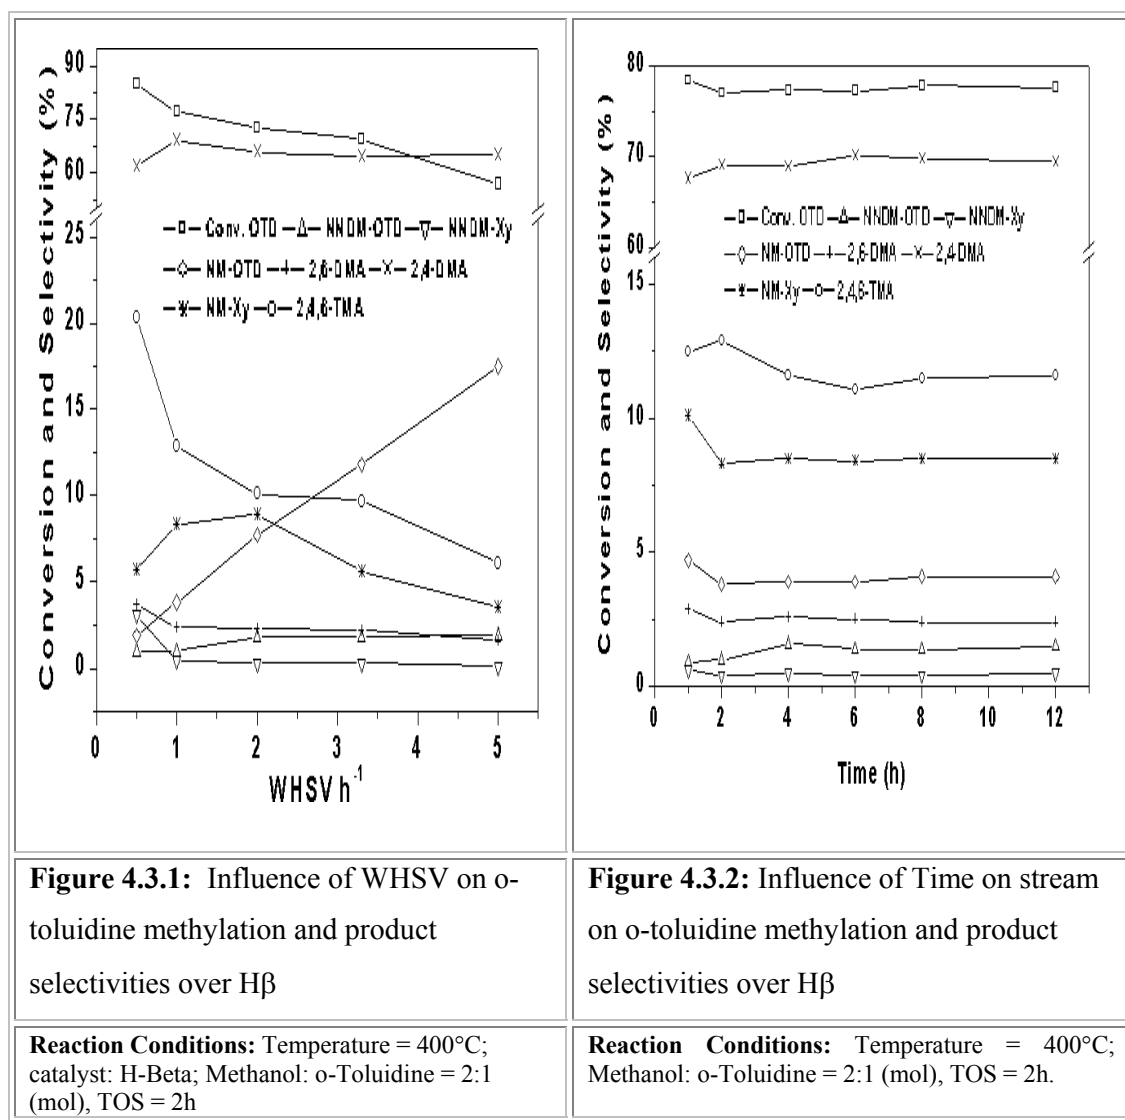 Conversion and Selectivity (%)
90
75
60
25
20
15
10
5
0
Conv. OTD NNDM-OTD NNDM-Xy
NM-OTD 2,6-DMA 2,4-DMA
NM-Xy 2,4,6-TMA
0 1 2 3 4 5
WHSV h-1
Conversion and Selectivity (%)
80
70
60
15
10
5
0
Conv. OTD NNDM-OTD NNDM-Xy
NM-OTD 2,6-DMA 2,4-DMA
NM-Xy 2,4,6-TMA
0 2 4 6 8 10 12
Time (h)
Figure 4.3.1: Influence of WHSV on o-
toluidine methylation and product
selectivities over Hβ
Figure 4.3.2: Influence of Time on stream
on o-toluidine methylation and product
selectivities over Hβ
Reaction Conditions: Temperature = 400°C;
catalyst: H-Beta; Methanol: o-Toluidine = 2:1
(mol), TOS = 2h
Reaction Conditions: Temperature = 400°C;
Methanol: o-Toluidine = 2:1 (mol), TOS = 2h.